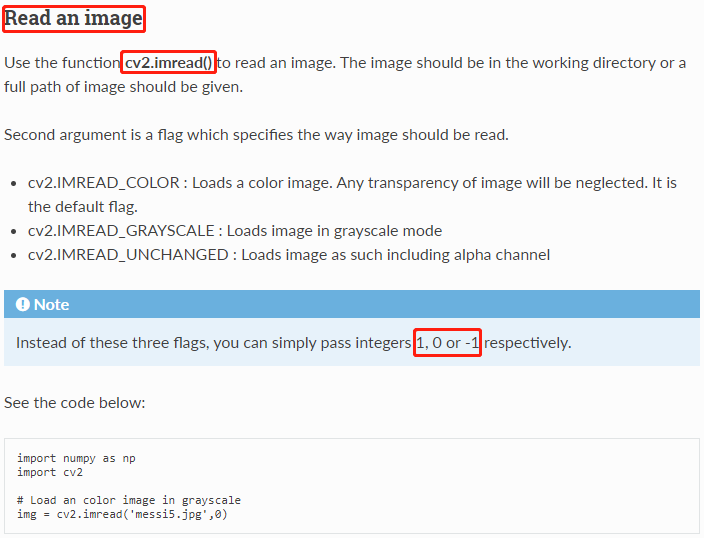 Read an image
Use the function cv2.imread() to read an image. The image should be in the working directory or a
full path of image should be given.
Second argument is a flag which specifies the way image should be read.
• cv2.IMREAD_COLOR : Loads a color image. Any transparency of image will be neglected. It is
the default flag.
• cv2.IMREAD_GRAYSCALE : Loads image in grayscale mode
• cv2.IMREAD_UNCHANGED : Loads image as such including alpha channel
Note
Instead of these three flags, you can simply pass integers 1, 0 or -1 respectively.
See the code below:
import numpy as np
import cv2
# Load an color image in grayscale
img = cv2.imread('messi5.jpg',0)